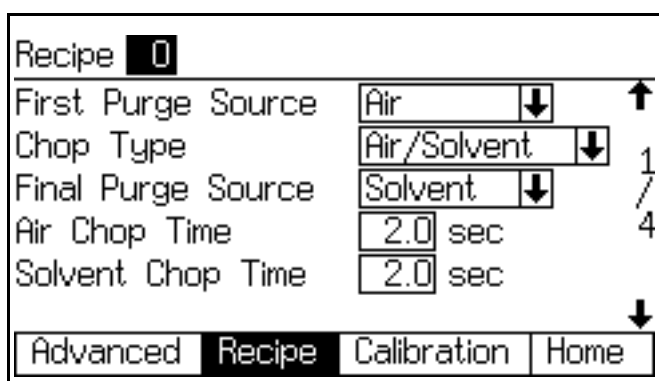 Recipe 0
First Purge Source Air
Chop Type Air/Solvent
Final Purge Source Solvent
Air Chop Time 2.0 sec
Solvent Chop Time 2.0 sec
1/4
Advanced Recipe Calibration Home